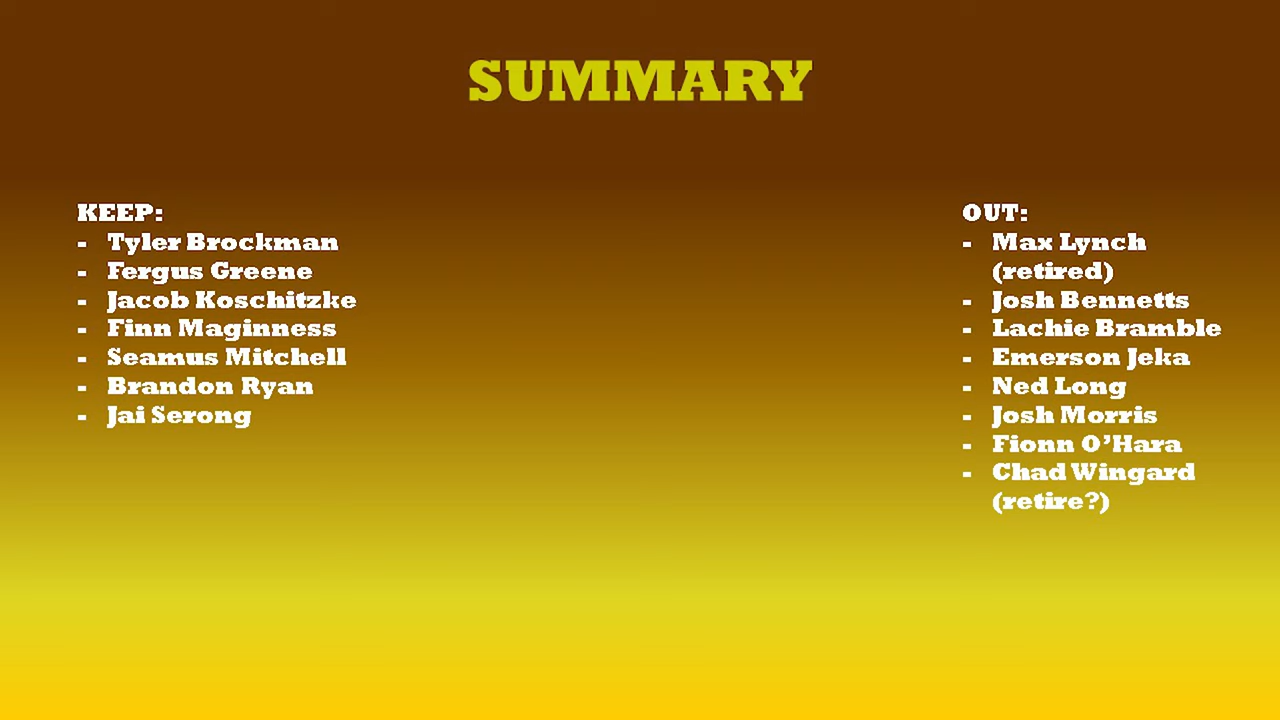 SUMMARY
KEEP:
- Tyler Brockman
- Fergus Greene
- Jacob Koschitzke
- Finn Maginness
- Seamus Mitchell
- Brandon Ryan
- Jai Serong
OUT:
- Max Lynch
(retired)
- Josh Bennetts
- Lachie Bramble
- Emerson Jeka
- Ned Long
- Josh Morris
- Fionn O’Hara
- Chad Wingard
(retire?)